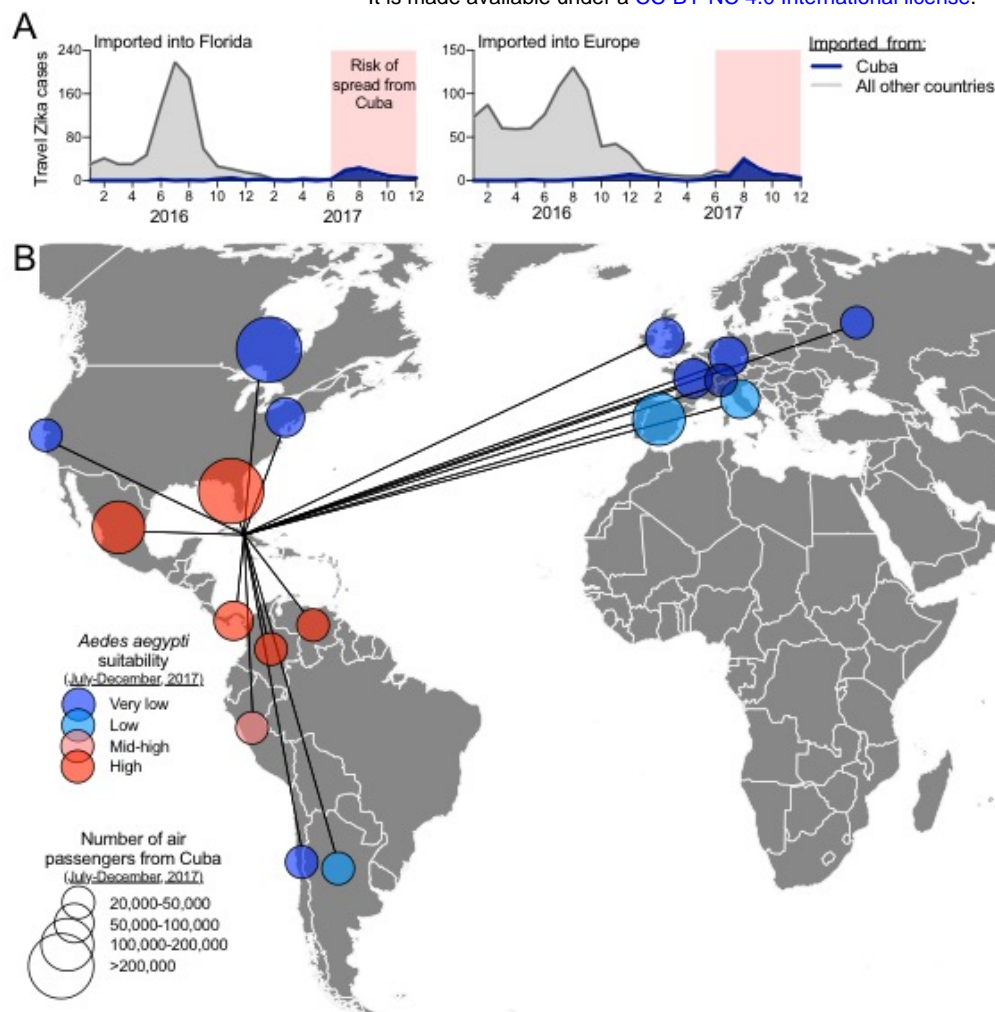 It is made available under a CC-BY-NC 4.0 International license.
A
Imported into Florida
Travel Zika cases
240
160
80
0
Risk of
spread from
Cuba
2 4 6 8 10 12 2 4 6 8 10 12
2016 2017
Imported into Europe
150
100
50
0
2 4 6 8 10 12 2 4 6 8 10 12
2016 2017
Imported from:
Cuba
All other countries
B
Aedes aegypti
suitability
(July-December, 2017)
Very low
Low
Mid-high
High
Number of air
passengers from Cuba
(July-December, 2017)
20,000-50,000
50,000-100,000
100,000-200,000
>200,000